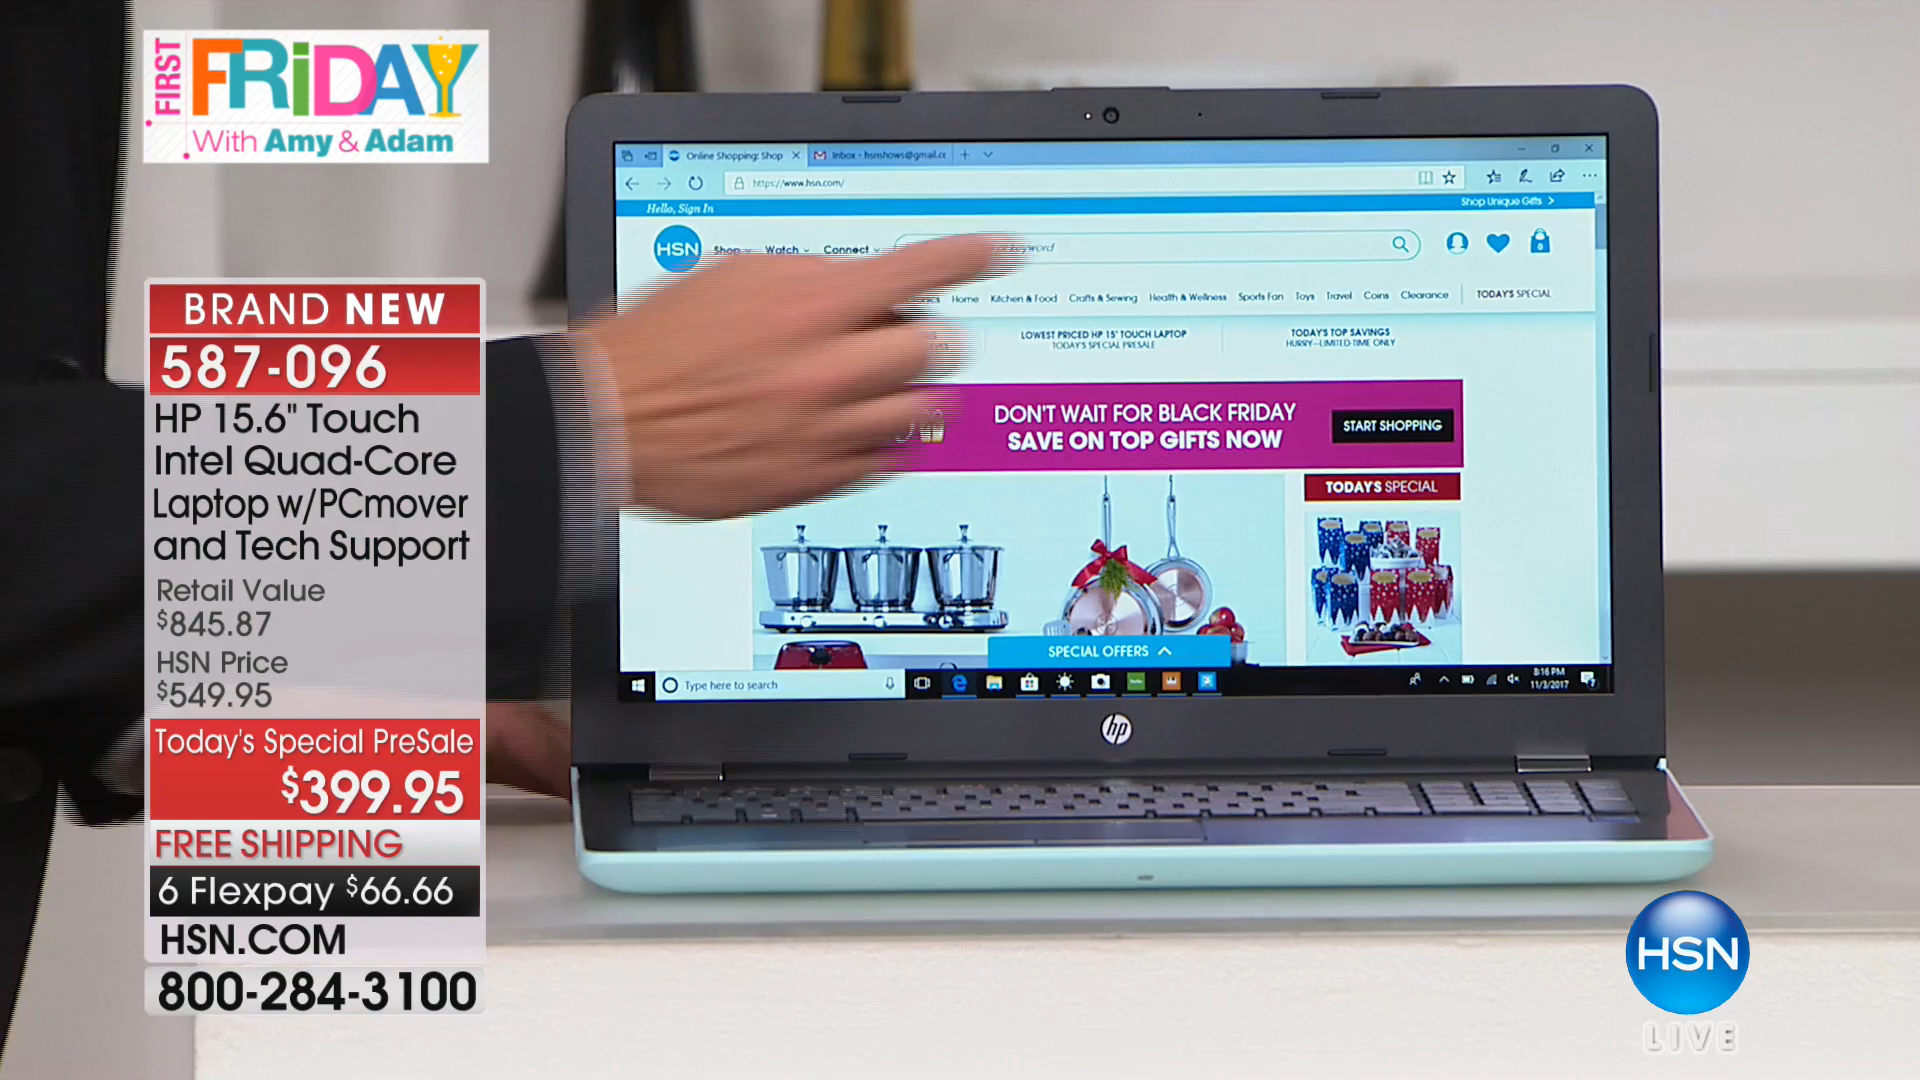 FIRST
FRiDAY
With Amy & Adam
BRAND NEW
587-096
HP 15.6" Touch
Intel Quad-Core
Laptop w/PCmover
and Tech Support
Retail Value
$845.87
HSN Price
$549.95
Today's Special PreSale
$399.95
FREE SHIPPING
6 Flexpay $66.66
HSN.COM
800-284-3100
Online Shopping: Shop
Inbox - hsnshows@gmail.cc
https://www.hsn.com/
Hello, Sign In
Shop Unique Gifts >
HSN
Shop Watch Connect
keyword
0
Home Kitchen & Food Crafts & Sewing Health & Wellness Sports Fan Toys Travel Coins Clearance TODAY'S SPECIAL
LOWEST PRICED HP 15" TOUCH LAPTOP
TODAY'S SPECIAL PRESALE
TODAY'S TOP SAVINGS
HURRY—LIMITED TIME ONLY
DON'T WAIT FOR BLACK FRIDAY
SAVE ON TOP GIFTS NOW
START SHOPPING
TODAY'S SPECIAL
SPECIAL OFFERS
Type here to search
8:16 PM
11/3/2017
hp
HSN
LIVE